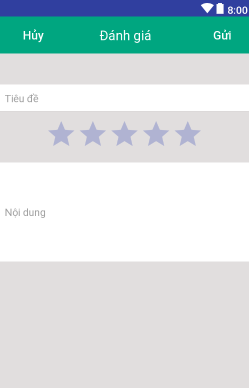 8:00
Hủy
Đánh giá
Gửi
Tiêu đề
Nội dung